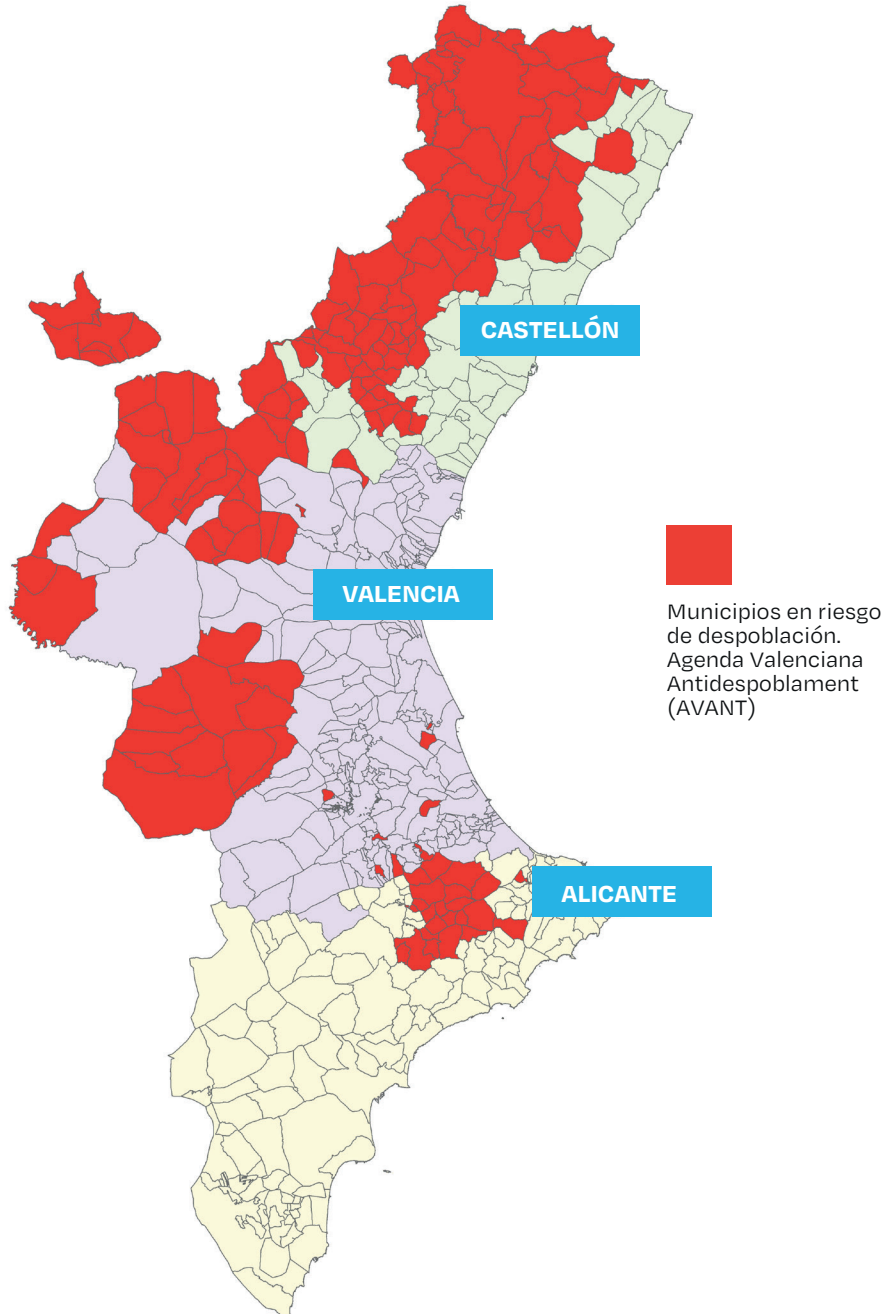 CASTELLÓN
VALENCIA
Municipios en riesgo
de despoblación.
Agenda Valenciana
Antidespoblament
(AVANT)
ALICANTE